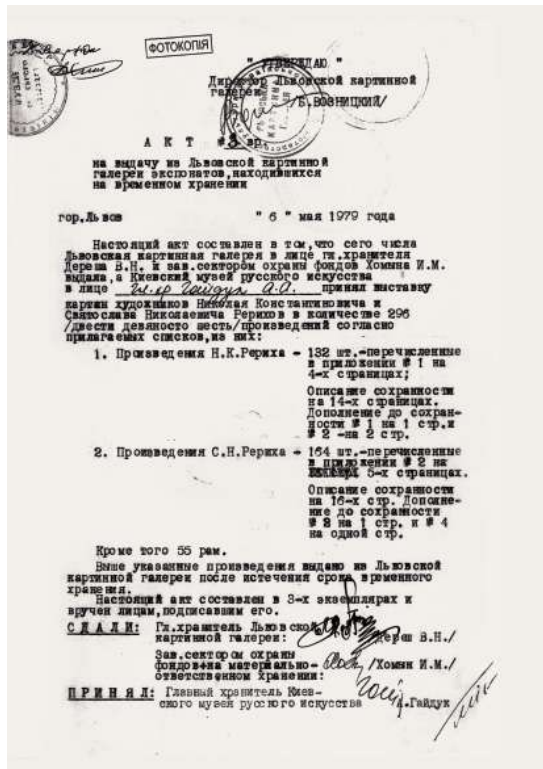 ФОТОКОПІЯ
" УТВЕРЖДАЮ "
Директор Львовской картинной
галереи
/Б.ВОЗНИЦКИЙ/
А К Т #3 вр.
на выдачу из Львовской картинной
галереи экспонатов,находившихся
на временном хранении
гор.Львов " 6 " мая 1979 года
Настоящий акт составлен в том,что сего числа
Львовская картинная галерея в лице гл.хранителя
Дереша В.Н. и зав.сектором охраны фондов Хомына И.М.
выдала,а Киевский музей русского искусства
в лице гл.хр Гайдук А.А. принял выставку
картин художников Николая Константиновича и
Святослава Николаевича Рерихов в количестве 296
/двести девяносто шесть/произведений согласно
прилагаемых списков,из них:
1. Произведения Н.К.Рериха - 132 шт.-перечисленные
в приложении # 1 на
4-х страницах;
Описание сохранности
на 14-х страницах.
Дополнение до сохран-
ности # 1 на 1 стр.и
# 2 -на 2 стр.
2. Произведения С.Н.Рериха - 164 шт.-перечисленные
в приложении # 2 на
5-х страницах.
Описание сохранности
на 16-х стр. Дополне-
ние до сохранности
# 3 на 1 стр. и # 4
на одной стр.
Кроме того 55 рам.
Выше указанные произведения выдано из Львовской
картинной галереи после истечения срока временного
хранения.
Настоящий акт составлен в 3-х экземплярах и
вручен лицам,подписавшим его.
С Д А Л И: Гл.хранитель Львовской
картинной галереи: Дереш В.Н./
Зав.сектором охраны
фондов+на материально-
ответственном хранении: /Хомын И.М./
П Р И Н Я Л: Главный хранитель Киев-
ского музея русского искусства А.Гайдук